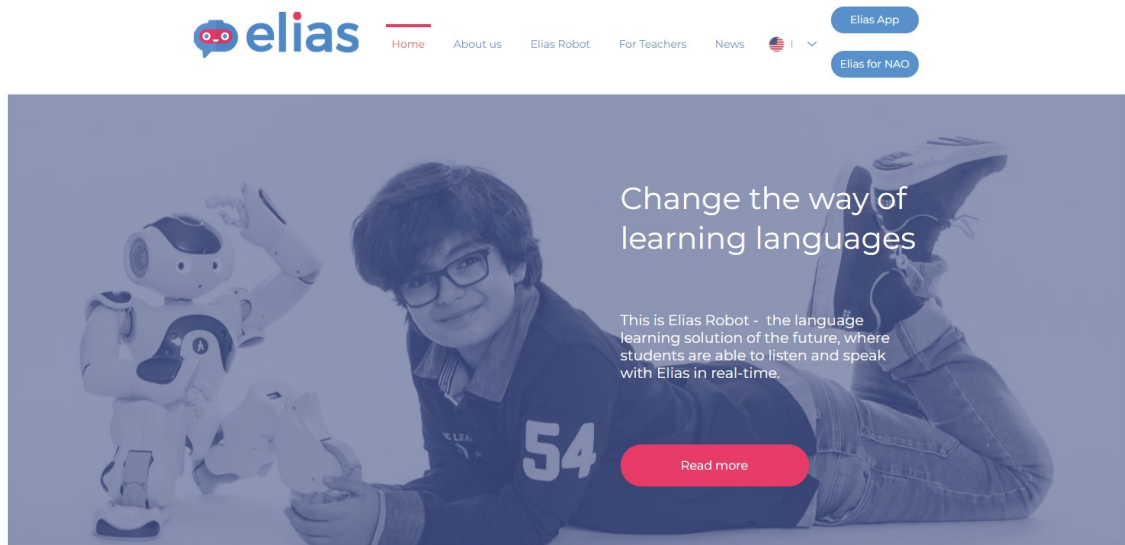 elias
Home
About us
Elias Robot
For Teachers
News
Elias App
Elias for NAO
Change the way of
learning languages
This is Elias Robot - the language
learning solution of the future, where
students are able to listen and speak
with Elias in real-time.
54
Read more